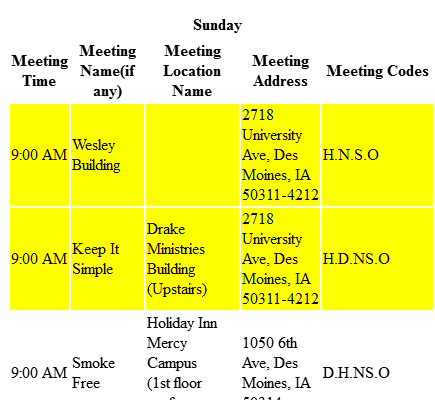 Sunday
Meeting Time
Meeting Name(if any)
Meeting Location Name
Meeting Address
Meeting Codes
9:00 AM
Wesley Building
2718 University Ave, Des Moines, IA 50311-4212
H.N.S.O
9:00 AM
Keep It Simple
Drake Ministries Building (Upstairs)
2718 University Ave, Des Moines, IA 50311-4212
H.D.NS.O
9:00 AM
Smoke Free
Holiday Inn Mercy Campus (1st floor
1050 6th Ave, Des Moines, IA
D.H.NS.O